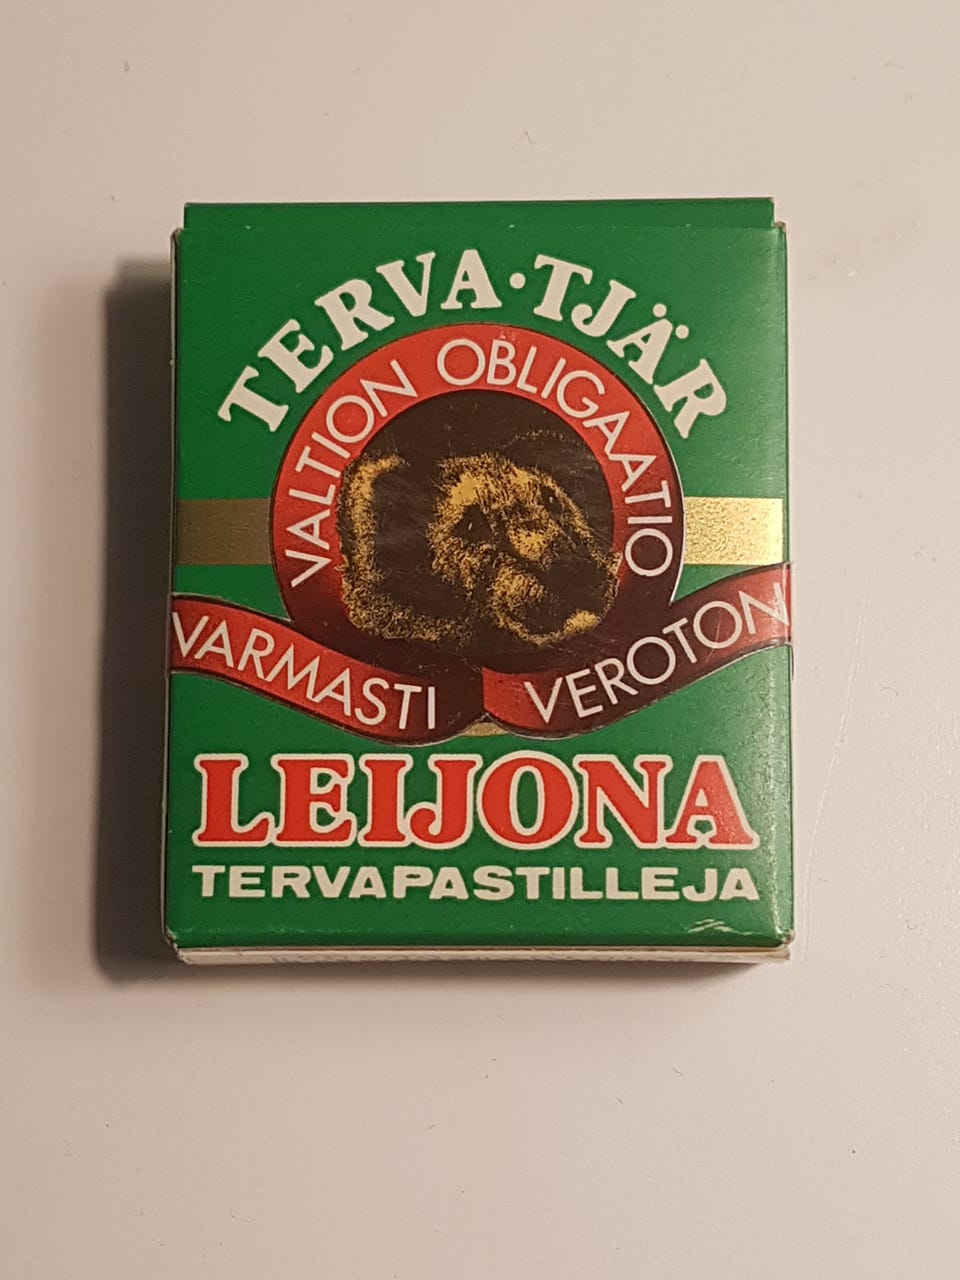 TERVA·TJÄR
VALTION OBLIGAATIO
VARMASTI VEROTON
LEIJONA
TERVAPASTILLEJA